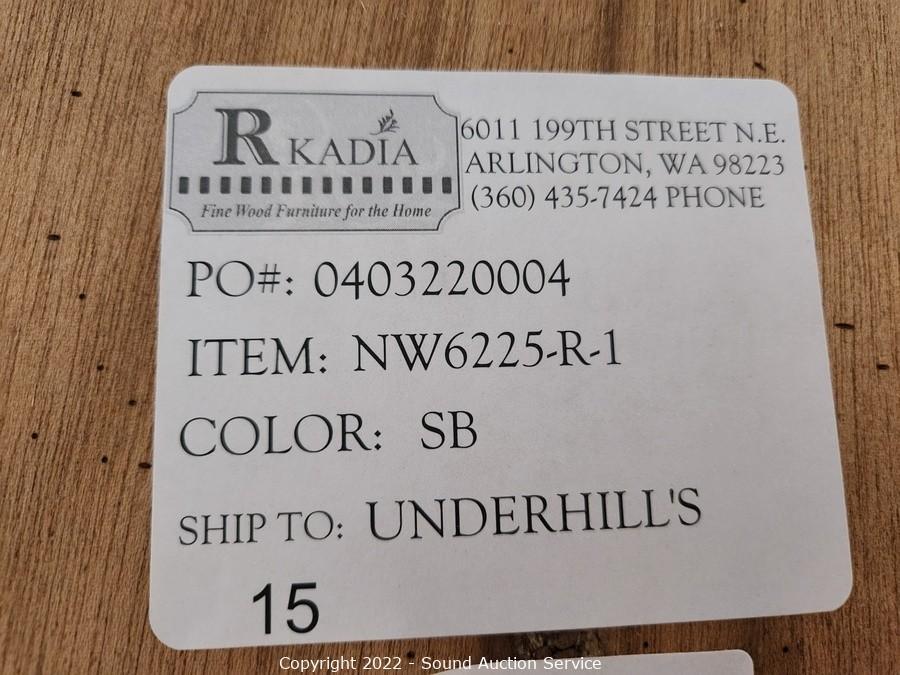 RKADIA
Fine Wood Furniture for the Home
6011 199TH STREET N.E.
ARLINGTON, WA 98223
(360) 435-7424 PHONE
PO#: 0403220004
ITEM: NW6225-R-1
COLOR: SB
SHIP TO: UNDERHILL'S
15
Copyright 2022 - Sound Auction Service